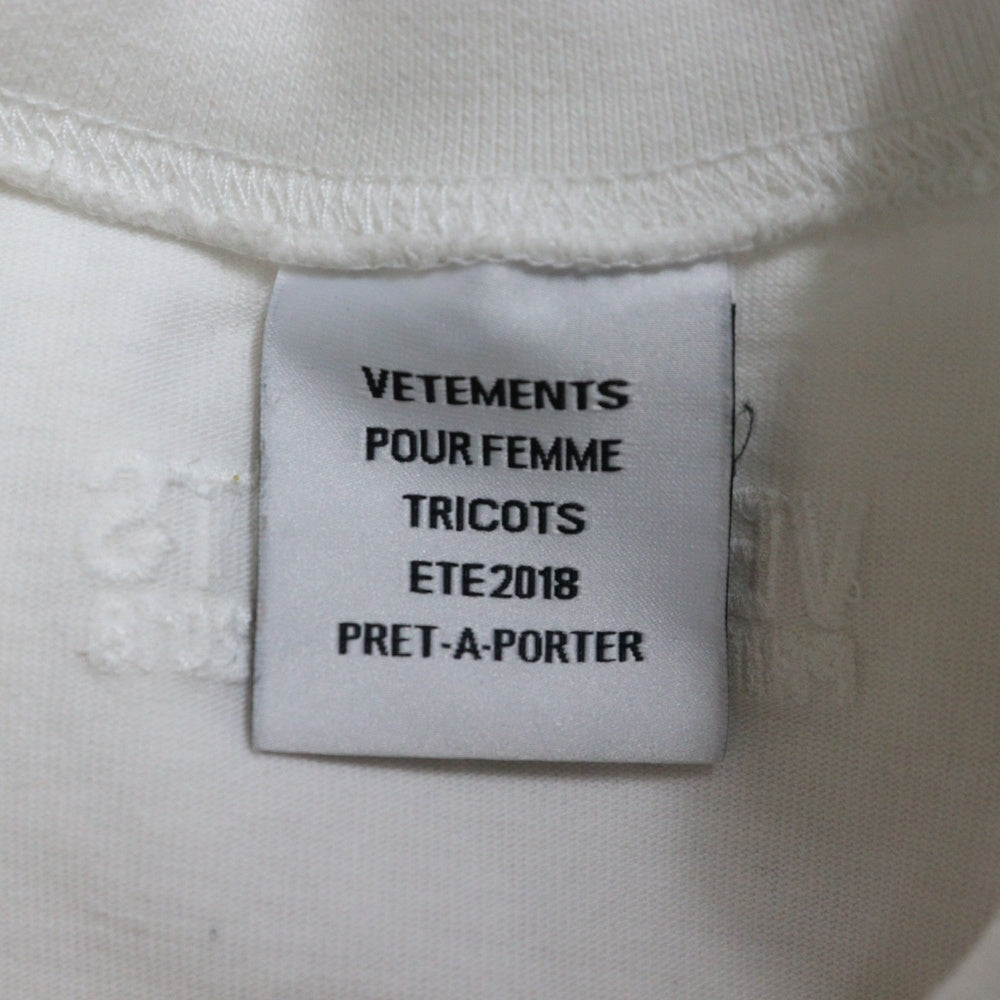 VETEMENTS
POUR FEMME
TRICOTS
ETE2018
PRET-A-PORTER